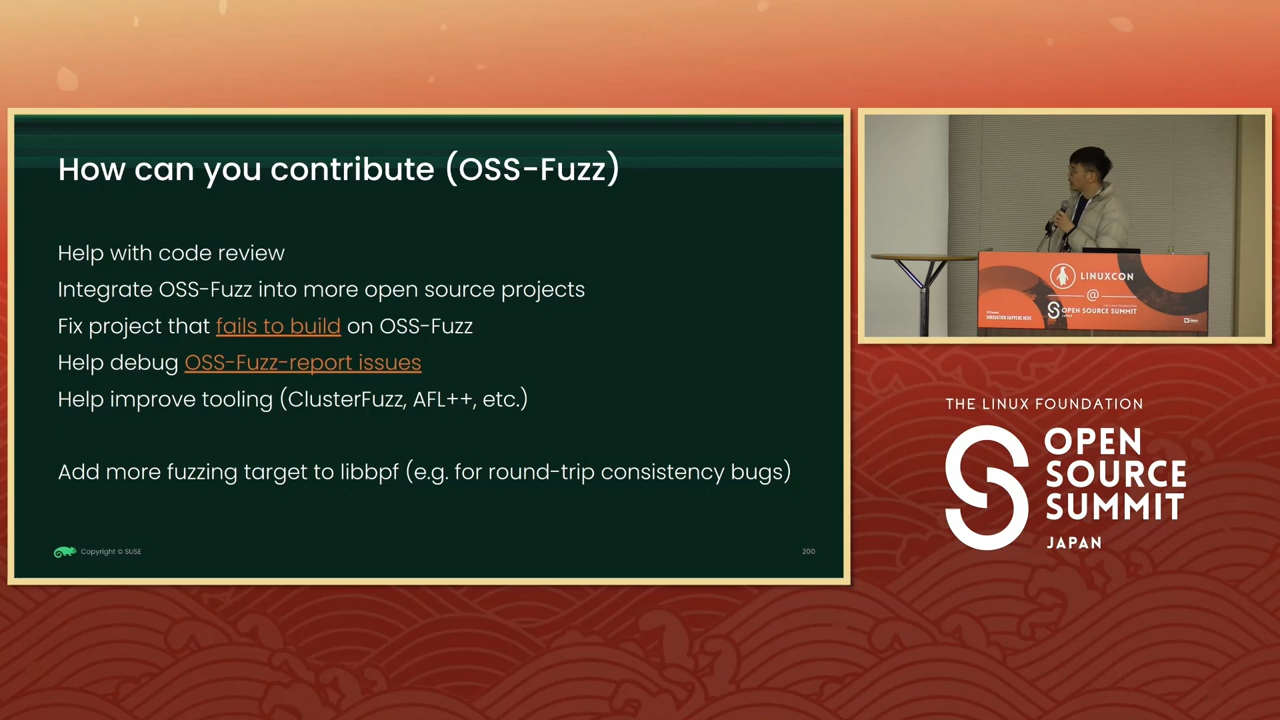 How can you contribute (OSS-Fuzz)
Help with code review
Integrate OSS-Fuzz into more open source projects
Fix project that fails to build on OSS-Fuzz
Help debug OSS-Fuzz-report issues
Help improve tooling (ClusterFuzz, AFL++, etc.)
Add more fuzzing target to libbpf (e.g. for round-trip consistency bugs)
Copyright © SUSE
200
LINUXCON
@
OPEN SOURCE SUMMIT
THE LINUX FOUNDATION
OPEN
SOURCE
SUMMIT
JAPAN